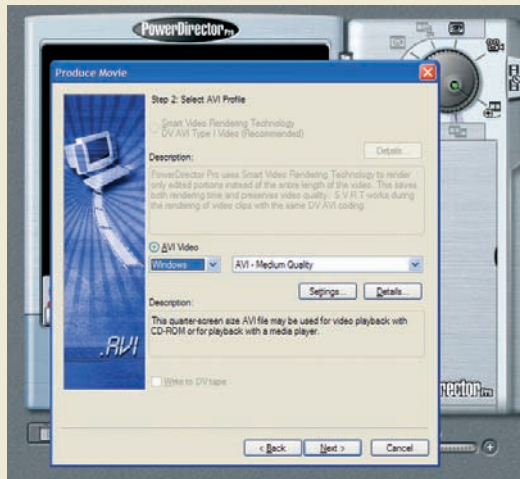 PowerDirector Pro
Produce Movie
Step 2: Select AVI Profile
Smart Video Rendering Technology
DV AVI Type I Video (Recommended)
Details...
Description:
PowerDirector Pro uses Smart Video Rendering Technology to render
only edited portions instead of the entire length of the video. This saves
both rendering time and preserves video quality. S.V.R.T works during
the rendering of video clips with the same DV AVI coding.
AVI Video
Windows
AVI - Medium Quality
Settings...
Details...
Description:
This quarter-screen size AVI file may be used for video playback with
CD-ROM or for playback with a media player.
.AVI
Write to DV tape
rector Pro
< Back
Next >
Cancel